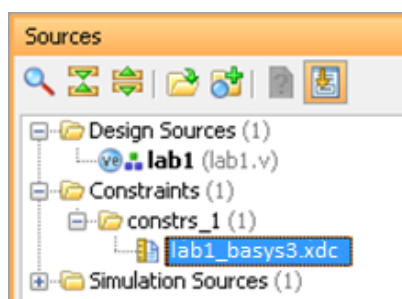 Sources
Design Sources (1)
lab1 (lab1.v)
Constraints (1)
constrs_1 (1)
lab1_basys3.xdc
Simulation Sources (1)